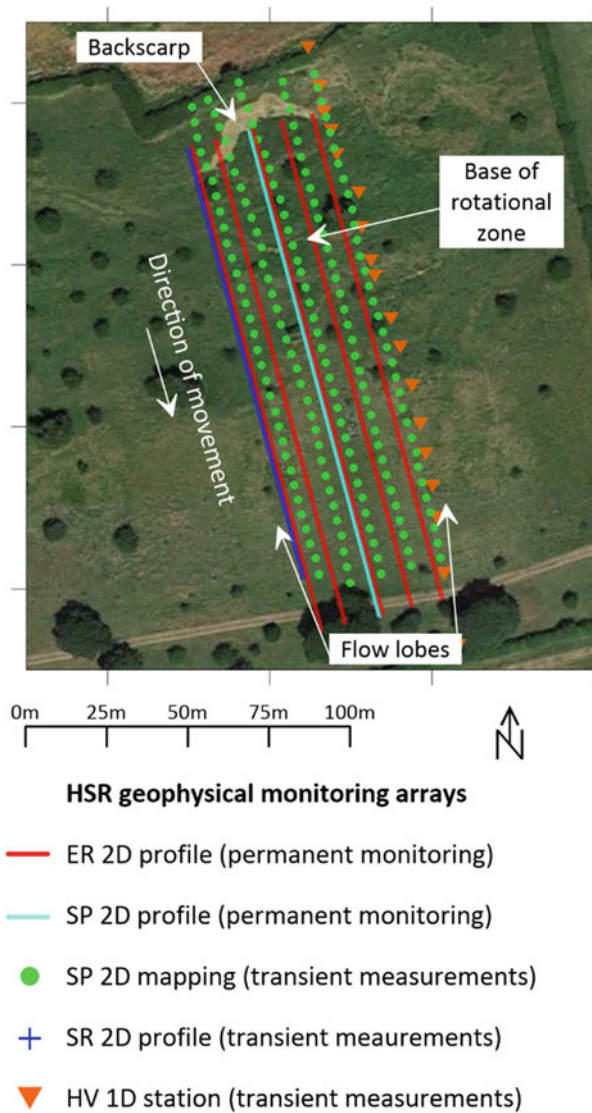 Backscarp
Base of
rotational
zone
Direction of movement
Flow lobes
0m 25m 50m 75m 100m
N
HSR geophysical monitoring arrays
ER 2D profile (permanent monitoring)
SP 2D profile (permanent monitoring)
SP 2D mapping (transient measurements)
SR 2D profile (transient meaurements)
HV 1D station (transient measurements)